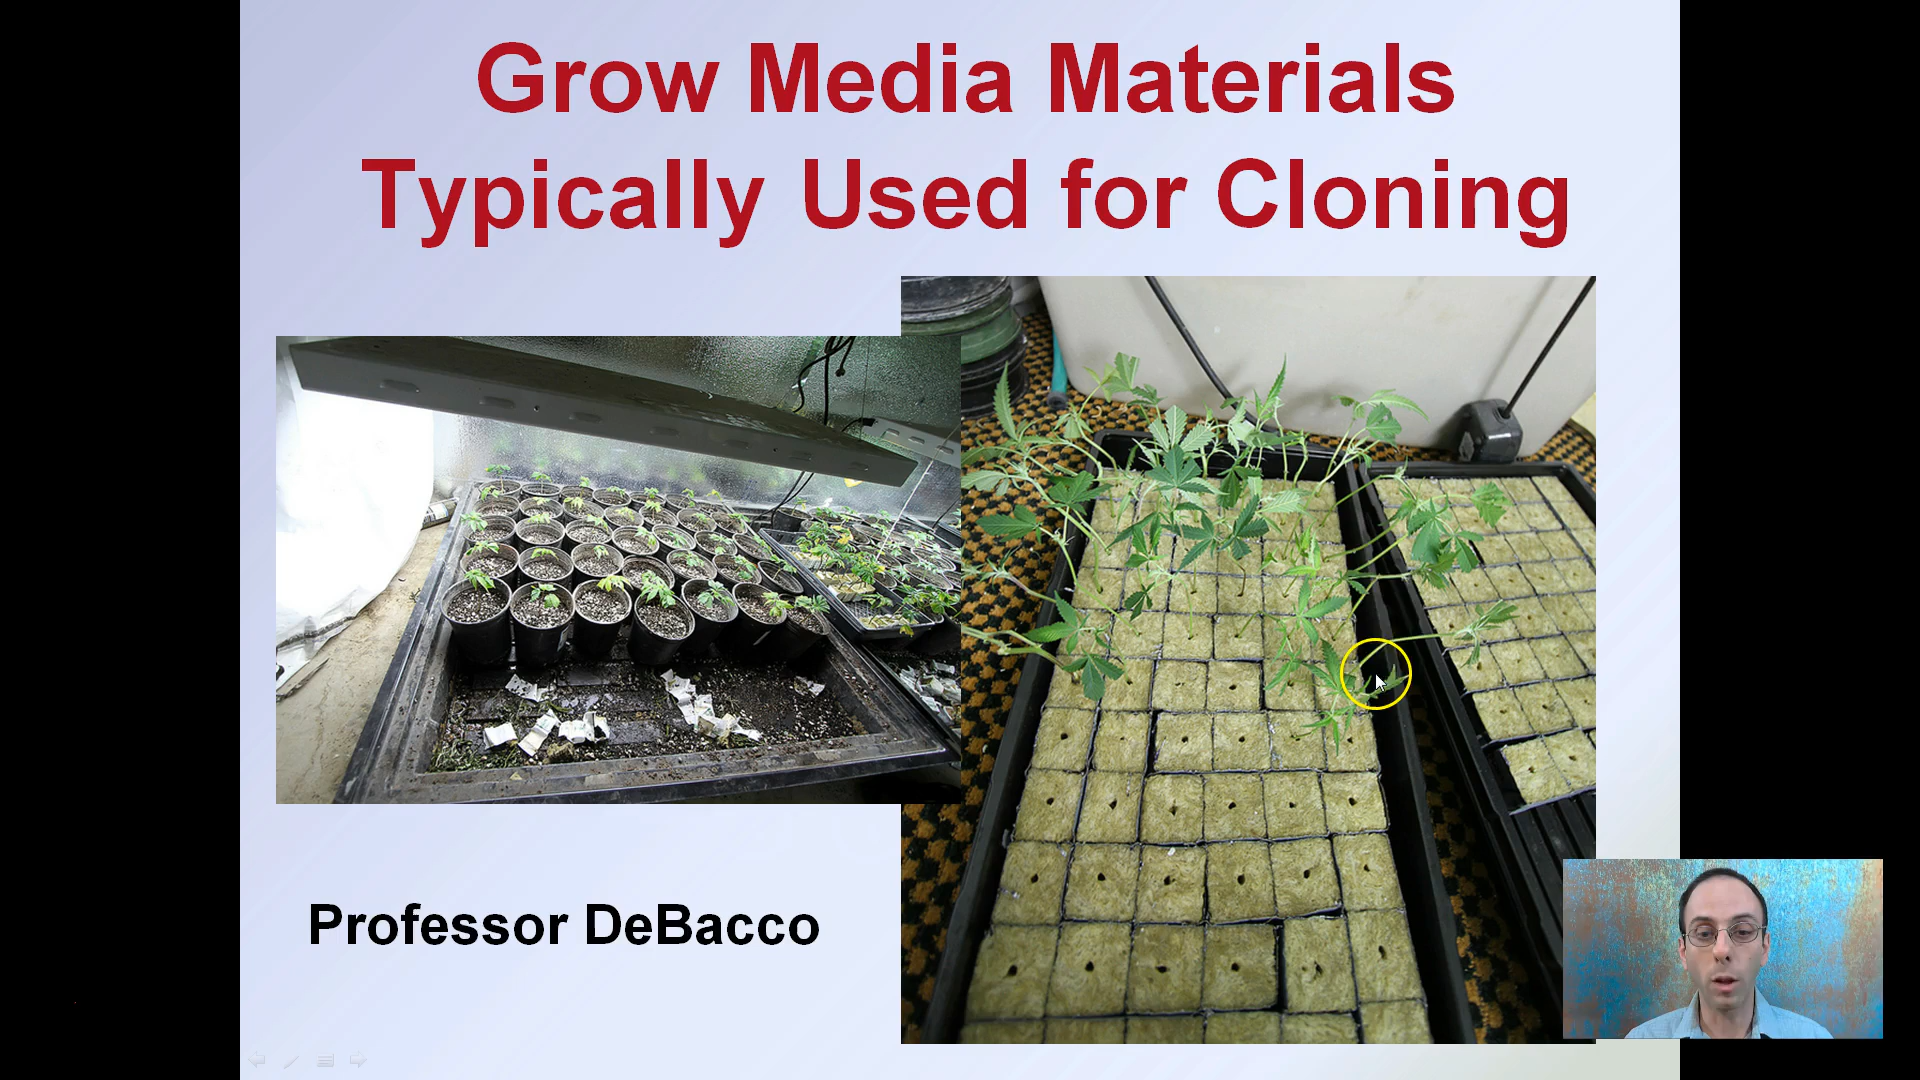 Grow Media Materials
Typically Used for Cloning
Professor DeBacco